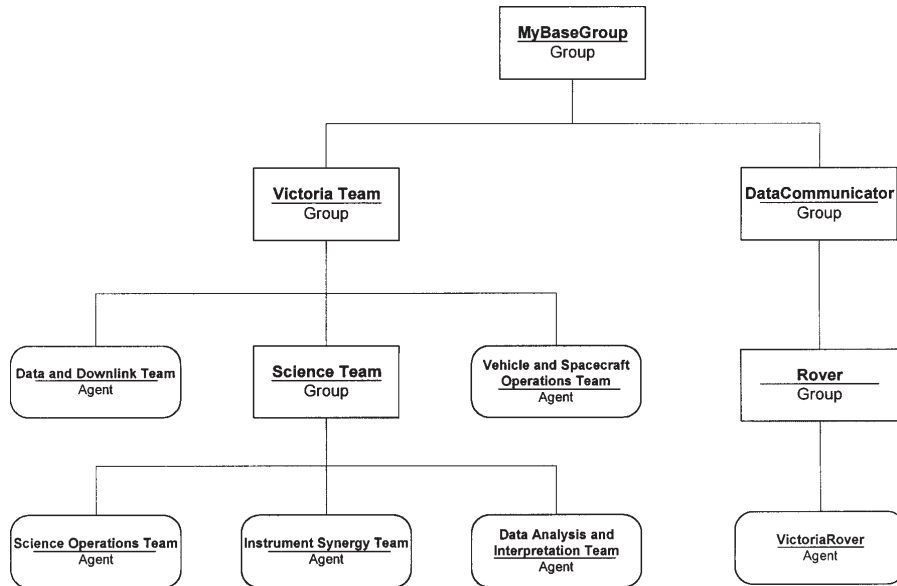 MyBaseGroup
Group
Victoria Team
Group
DataCommunicator
Group
Data and Downlink Team
Agent
Science Team
Group
Vehicle and Spacecraft
Operations Team
Agent
Rover
Group
Science Operations Team
Agent
Instrument Synergy Team
Agent
Data Analysis and
Interpretation Team
Agent
VictoriaRover
Agent